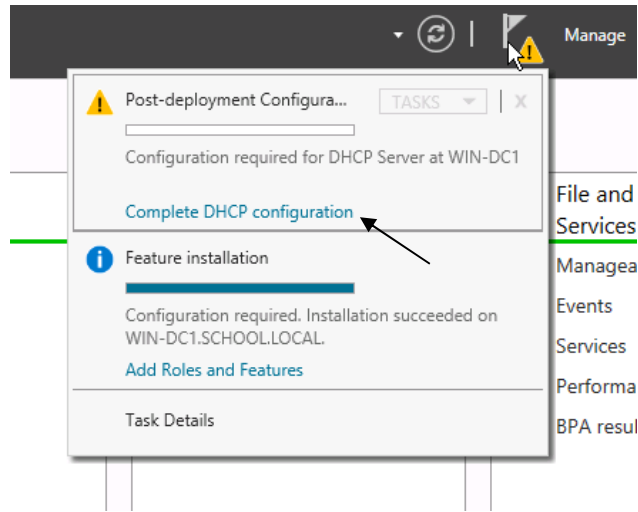 Manage
Post-deployment Configura...
TASKS
X
Configuration required for DHCP Server at WIN-DC1
Complete DHCP configuration
Feature installation
Configuration required. Installation succeeded on
WIN-DC1.SCHOOL.LOCAL.
Add Roles and Features
Task Details
File and
Services
Managea
Events
Services
Performa
BPA resul